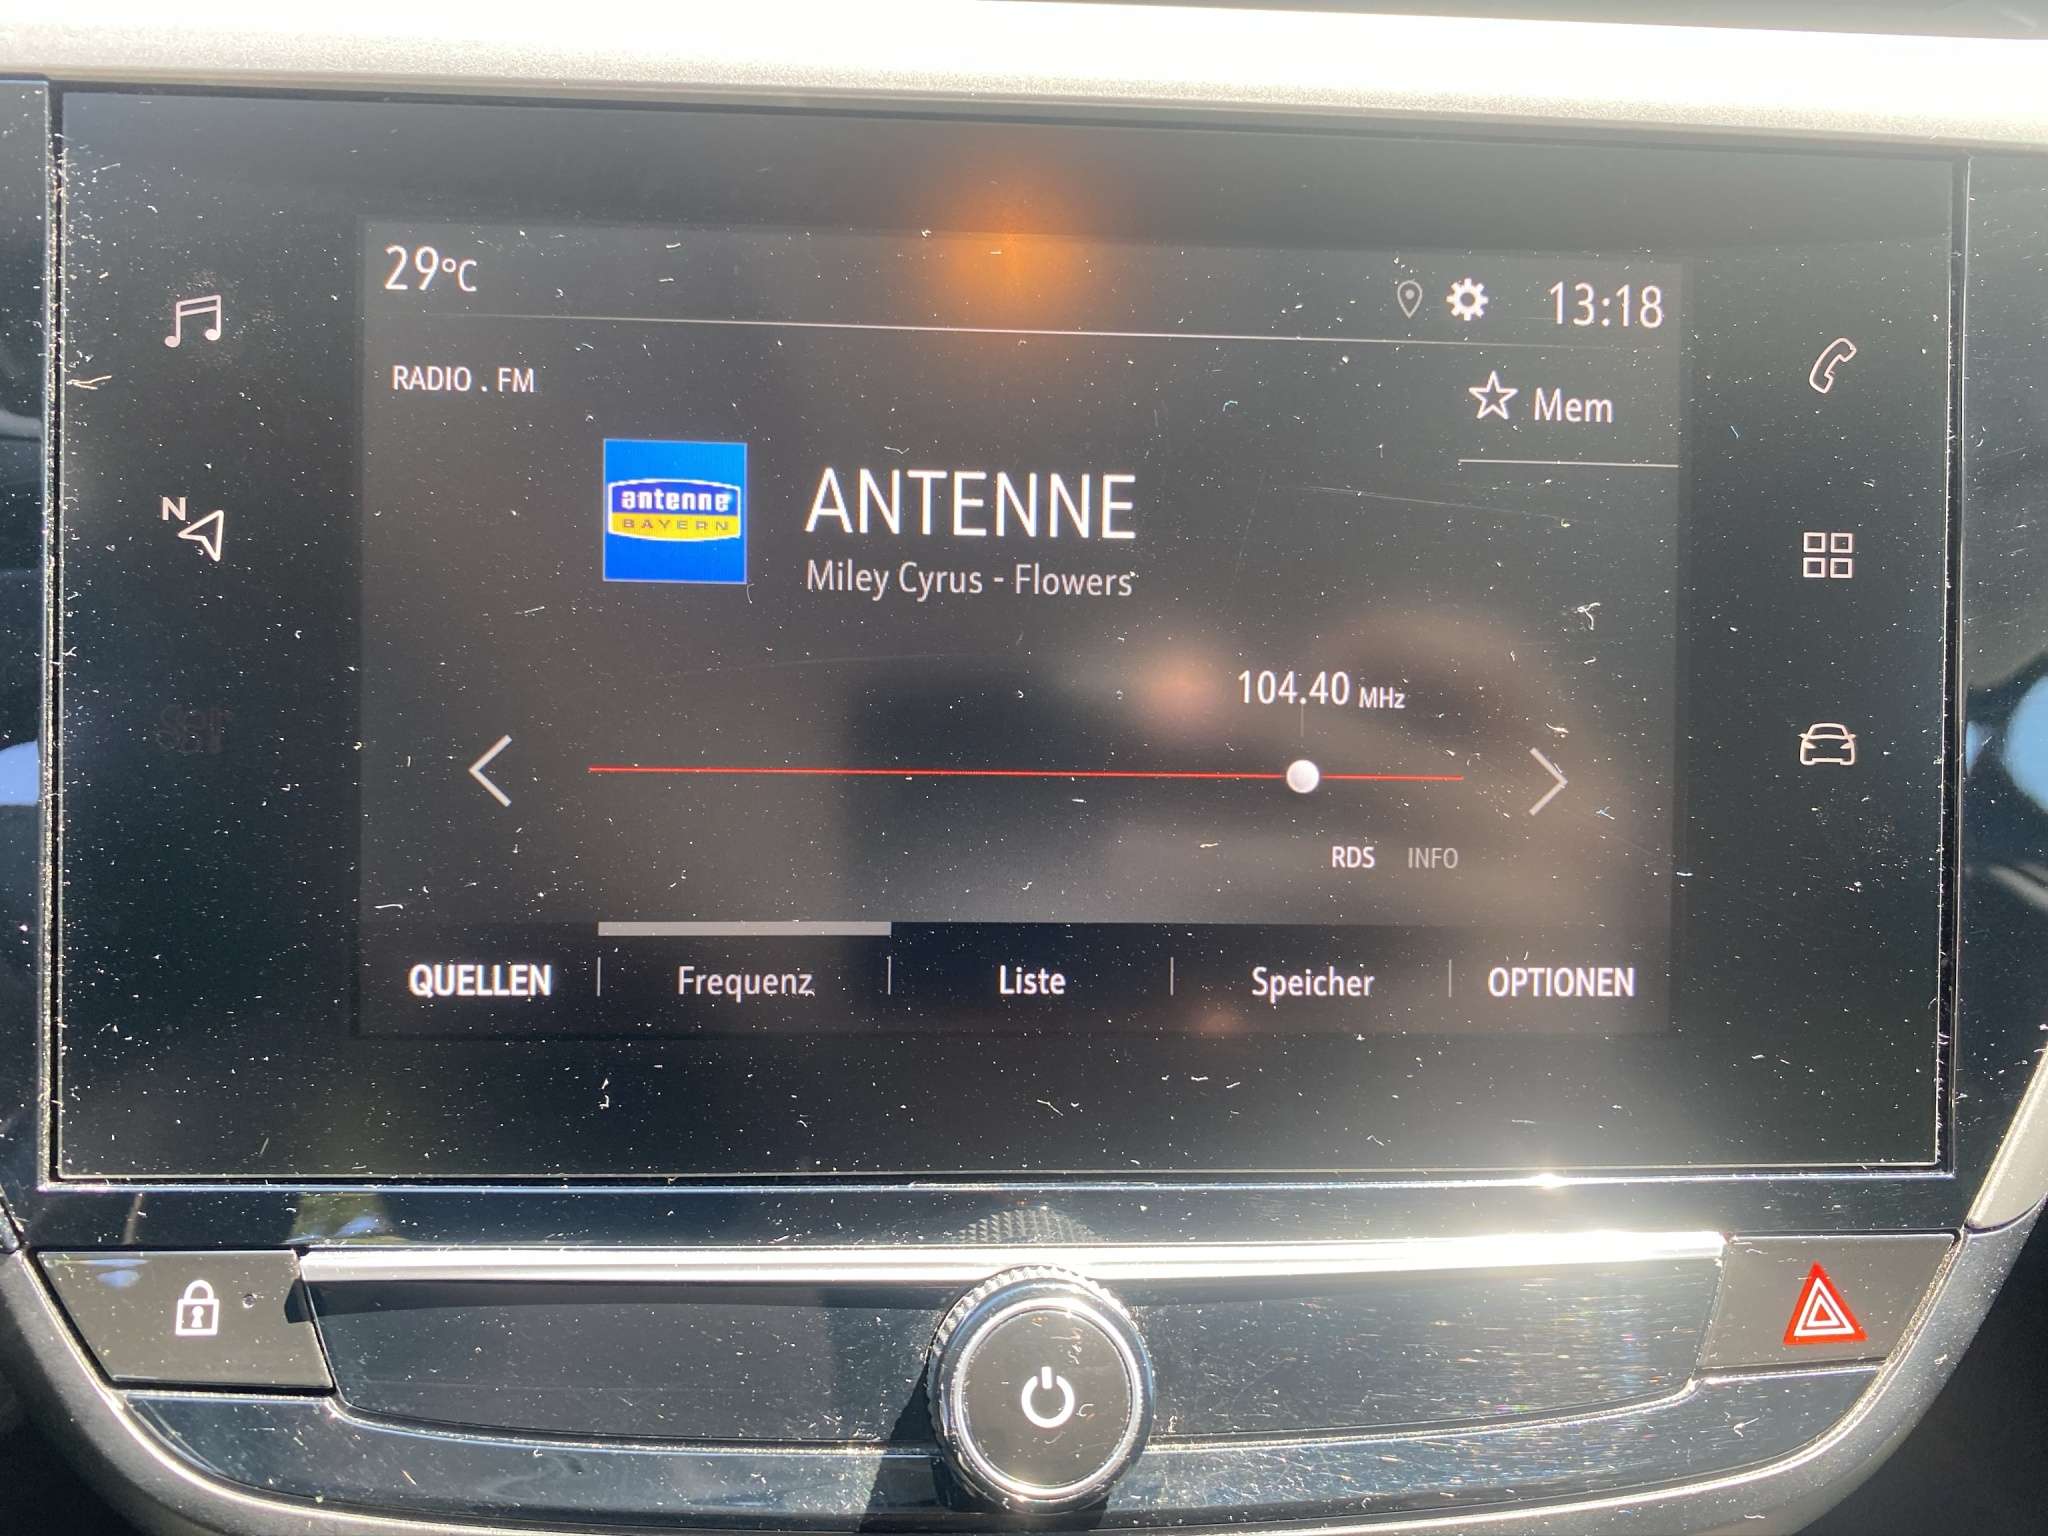 29°C
13:18
RADIO . FM
Mem
antenne
BAYERN
ANTENNE
Miley Cyrus - Flowers
104.40 MHz
N
RDS INFO
QUELLEN Frequenz Liste Speicher OPTIONEN